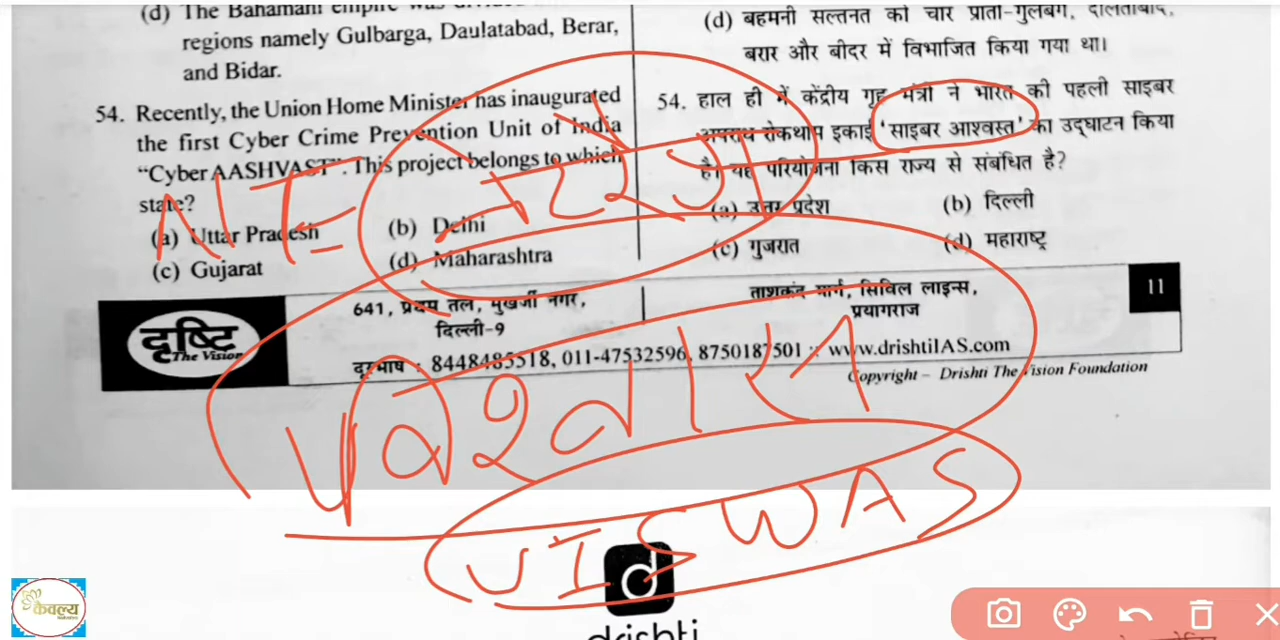 (d) The Bahamani empire was
regions namely Gulbarga, Daulatabad, Berar,
and Bidar.
54. Recently, the Union Home Minister has inaugurated
the first Cyber Crime Prevention Unit of India
“Cyber AASHVAST”. This project belongs to which
state?
(a) Uttar Pradesh
(b) Delhi
(c) Gujarat
(d) Maharashtra
(d) बहमनी सल्तनत को चार प्रांतों-गुलबर्ग, दौलताबाद,
बरार और बीदर में विभाजित किया गया था।
54. हाल ही में केंद्रीय गृह मंत्री ने भारत की पहली साइबर
अपराध रोकथाम इकाई ‘साइबर आश्वस्त’ का उद्घाटन किया
है। यह परियोजना किस राज्य से संबंधित है?
(a) उत्तर प्रदेश
(b) दिल्ली
(c) गुजरात
(d) महाराष्ट्र
विश्वास
VISWAS
दृष्टि
The Vision
641, प्रथम तल, मुखर्जी नगर,
दिल्ली-9
ताशकंद मार्ग, सिविल लाइन्स,
प्रयागराज
11
दूरभाष : 8448485518, 011-47532596, 8750187501 :: www.drishtiIAS.com
Copyright – Drishti The Vision Foundation
d
drishti
कैवल्य